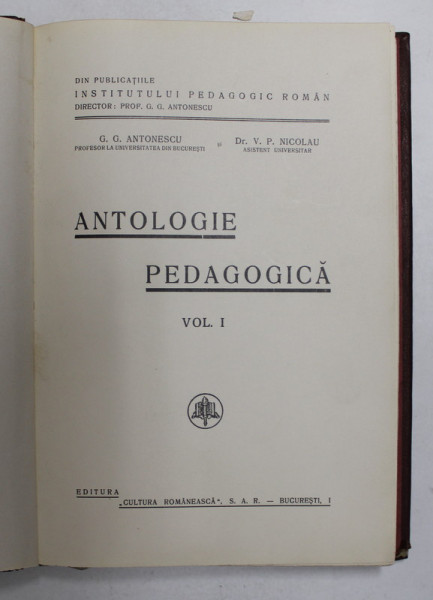 DIN PUBLICAȚIILE
INSTITUTULUI PEDAGOGIC ROMÂN
DIRECTOR: PROF. G. G. ANTONESCU
G. G. ANTONESCU și Dr. V. P. NICOLAU
PROFESOR LA UNIVERSITATEA DIN BUCUREȘTI ASISTENT UNIVERSITAR
ANTOLOGIE
PEDAGOGICĂ
VOL. I
EDITURA
„CULTURA ROMÂNEASCĂ", S. A. R. — BUCUREȘTI, I